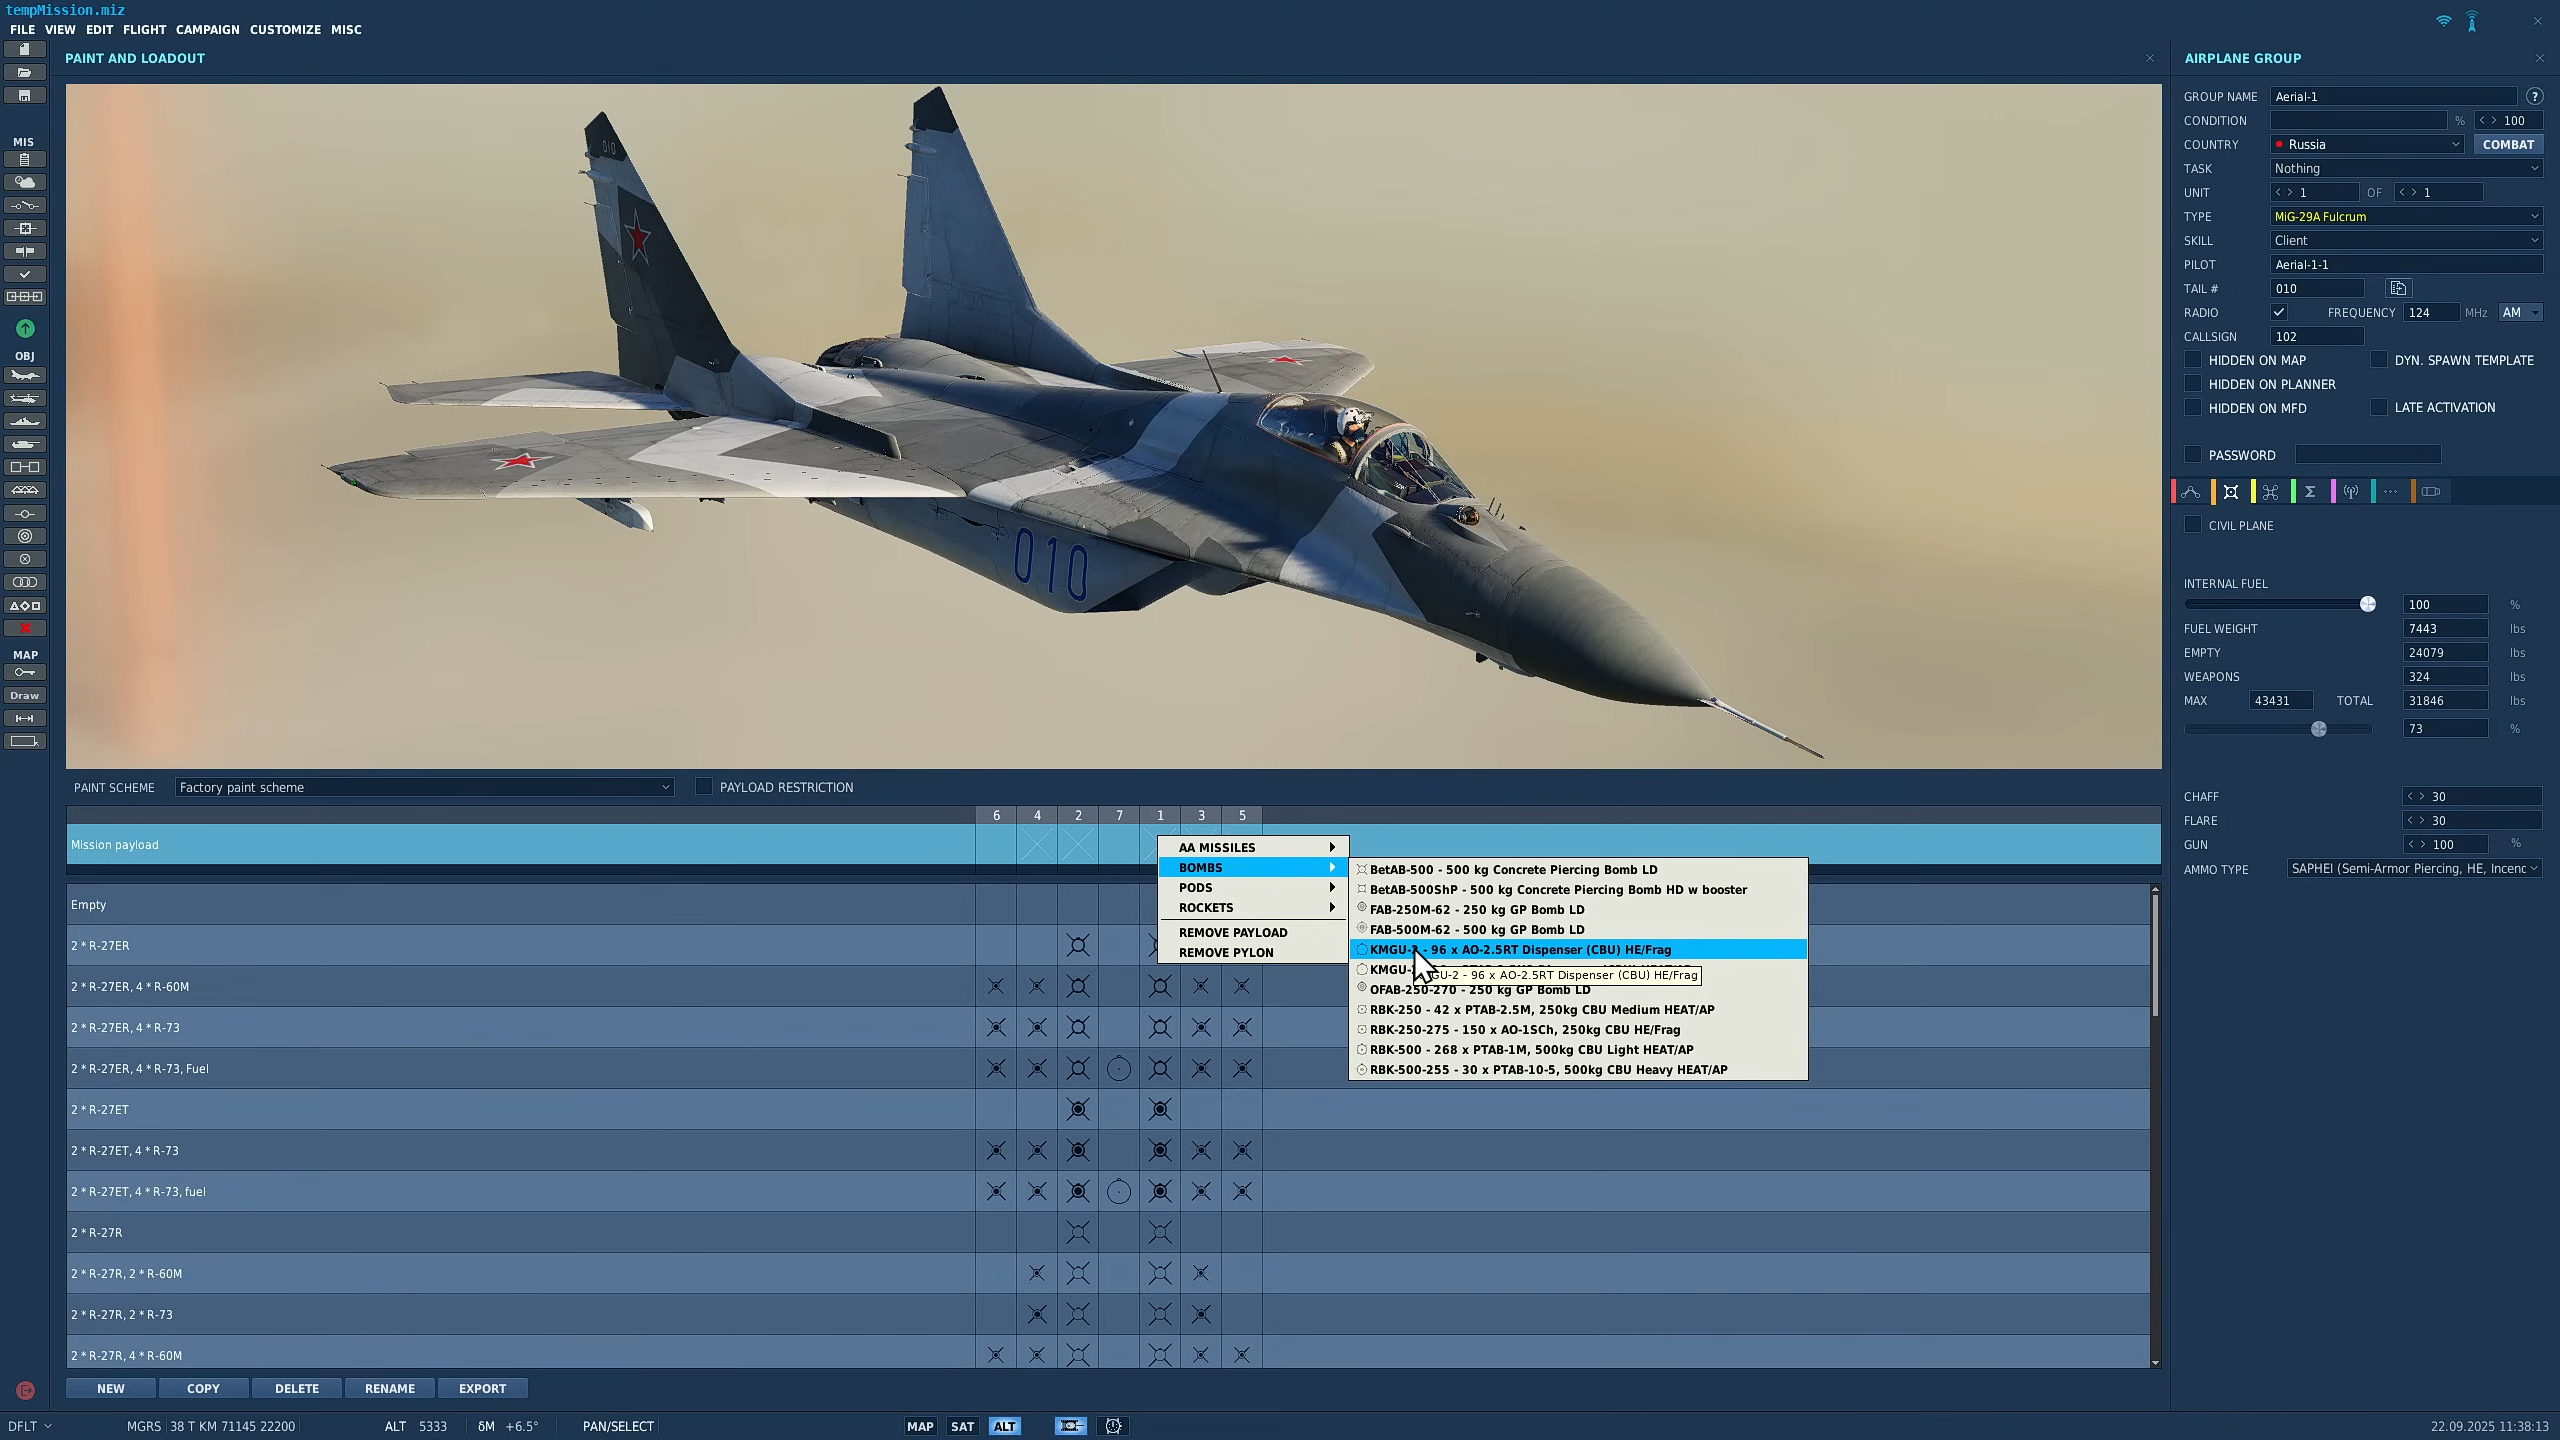 tempMission.miz
FILE VIEW EDIT FLIGHT CAMPAIGN CUSTOMIZE MISC
PAINT AND LOADOUT
MIS
OBJ
MAP
Draw
010
010
PAINT SCHEME Factory paint scheme PAYLOAD RESTRICTION
6 4 2 7 1 3 5
Mission payload
Empty
2 * R-27ER
2 * R-27ER, 4 * R-60M
2 * R-27ER, 4 * R-73
2 * R-27ER, 4 * R-73, Fuel
2 * R-27ET
2 * R-27ET, 4 * R-73
2 * R-27ET, 4 * R-73, fuel
2 * R-27R
2 * R-27R, 2 * R-60M
2 * R-27R, 2 * R-73
2 * R-27R, 4 * R-60M
AA MISSILES
BOMBS
PODS
ROCKETS
REMOVE PAYLOAD
REMOVE PYLON
BetAB-500 - 500 kg Concrete Piercing Bomb LD
BetAB-500ShP - 500 kg Concrete Piercing Bomb HD w booster
FAB-250M-62 - 250 kg GP Bomb LD
FAB-500M-62 - 500 kg GP Bomb LD
KMGU-2 - 96 x AO-2.5RT Dispenser (CBU) HE/Frag
KMGU-
GU-2 - 96 x AO-2.5RT Dispenser (CBU) HE/Frag
OFAB-250-270 - 250 kg GP Bomb LD
RBK-250 - 42 x PTAB-2.5M, 250kg CBU Medium HEAT/AP
RBK-250-275 - 150 x AO-1SCh, 250kg CBU HE/Frag
RBK-500 - 268 x PTAB-1M, 500kg CBU Light HEAT/AP
RBK-500-255 - 30 x PTAB-10-5, 500kg CBU Heavy HEAT/AP
NEW COPY DELETE RENAME EXPORT
AIRPLANE GROUP
GROUP NAME Aerial-1 ?
CONDITION % < > 100
COUNTRY Russia COMBAT
TASK Nothing
UNIT < > 1 OF < > 1
TYPE MiG-29A Fulcrum
SKILL Client
PILOT Aerial-1-1
TAIL # 010
RADIO FREQUENCY 124 MHz AM
CALLSIGN 102
HIDDEN ON MAP DYN. SPAWN TEMPLATE
HIDDEN ON PLANNER
HIDDEN ON MFD LATE ACTIVATION
PASSWORD
CIVIL PLANE
INTERNAL FUEL
100 %
FUEL WEIGHT 7443 lbs
EMPTY 24079 lbs
WEAPONS 324 lbs
MAX 43431 TOTAL 31846 lbs
73 %
CHAFF < > 30
FLARE < > 30
GUN < > 100 %
AMMO TYPE SAPHEI (Semi-Armor Piercing, HE, Incenc
DFLT MGRS 38 T KM 71145 22200 ALT 5333 δM +6.5° PAN/SELECT MAP SAT ALT 22.09.2025 11:38:13